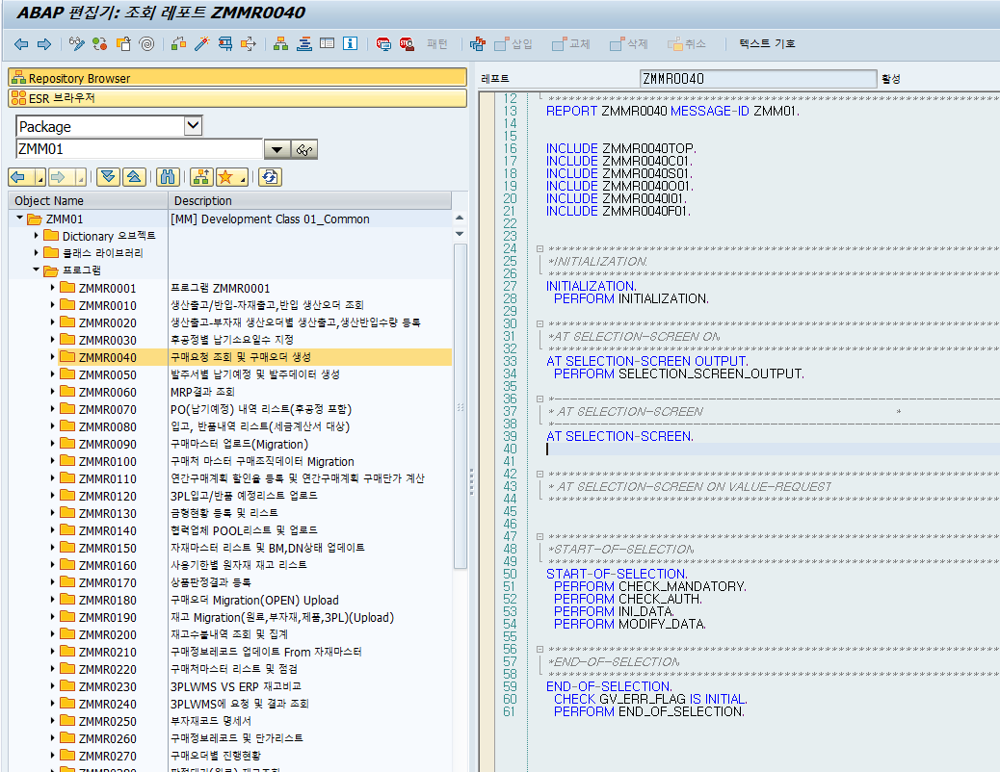 ABAP 편집기: 조회 레포트 ZMMR0040
패턴 삽입 교체 삭제 취소 텍스트 기호
Repository Browser
ESR 브라우저
Package
ZMM01
Object Name Description
ZMM01 [MM] Development Class 01_Common
Dictionary 오브젝트
클래스 라이브러리
프로그램
ZMMR0001 프로그램 ZMMR0001
ZMMR0010 생산출고/반입-자재출고,반입 생산오더 조회
ZMMR0020 생산출고-부자재 생산오더별 생산출고,생산반입수량 등록
ZMMR0030 후공정별 납기소요일수 지정
ZMMR0040 구매요청 조회 및 구매오더 생성
ZMMR0050 발주서별 납기예정 및 발주데이터 생성
ZMMR0060 MRP결과 조회
ZMMR0070 PO(납기예정) 내역 리스트(후공정 포함)
ZMMR0080 입고, 반품내역 리스트(세금계산서 대상)
ZMMR0090 구매마스터 업로드(Migration)
ZMMR0100 구매처 마스터 구매조직데이터 Migration
ZMMR0110 연간구매계획 할인율 등록 및 연간구매계획 구매단가 계산
ZMMR0120 3PL입고/반품 예정리스트 업로드
ZMMR0130 금형현황 등록 및 리스트
ZMMR0140 협력업체 POOL리스트 및 업로드
ZMMR0150 자재마스터 리스트 및 BM,DN상태 업데이트
ZMMR0160 사용기한별 원자재 재고 리스트
ZMMR0170 상품판정결과 등록
ZMMR0180 구매오더 Migration(OPEN) Upload
ZMMR0190 재고 Migration(원료,부자재,제품,3PL)(Upload)
ZMMR0200 재고수불내역 조회 및 집계
ZMMR0210 구매정보레코드 업데이트 From 자재마스터
ZMMR0220 구매처마스터 리스트 및 점검
ZMMR0230 3PLWMS VS ERP 재고비교
ZMMR0240 3PLWMS에 요청 및 결과 조회
ZMMR0250 부자재코드 명세서
ZMMR0260 구매정보레코드 및 단가리스트
ZMMR0270 구매오더별 진행현황
레포트 ZMMR0040 활성
12 ************************************************************
13 REPORT ZMMR0040 MESSAGE-ID ZMM01.
14
15
16 INCLUDE ZMMR0040TOP.
17 INCLUDE ZMMR0040C01.
18 INCLUDE ZMMR0040S01.
19 INCLUDE ZMMR0040O01.
20 INCLUDE ZMMR0040I01.
21 INCLUDE ZMMR0040F01.
22
23
24 ************************************************************
25 *INITIALIZATION.
26 ************************************************************
27 INITIALIZATION.
28 PERFORM INITIALIZATION.
29
30 ************************************************************
31 *AT SELECTION-SCREEN ON
32 ************************************************************
33 AT SELECTION-SCREEN OUTPUT.
34 PERFORM SELECTION_SCREEN_OUTPUT.
35
36 *------------------------------------------------------------
37 * AT SELECTION-SCREEN *
38 *------------------------------------------------------------
39 AT SELECTION-SCREEN.
40
41
42 ************************************************************
43 * AT SELECTION-SCREEN ON VALUE-REQUEST
44 ************************************************************
45
46
47 ************************************************************
48 *START-OF-SELECTION
49 ************************************************************
50 START-OF-SELECTION.
51 PERFORM CHECK_MANDATORY.
52 PERFORM CHECK_AUTH.
53 PERFORM INI_DATA.
54 PERFORM MODIFY_DATA.
55
56 ************************************************************
57 *END-OF-SELECTION
58 ************************************************************
59 END-OF-SELECTION.
60 CHECK GV_ERR_FLAG IS INITIAL.
61 PERFORM END_OF_SELECTION.